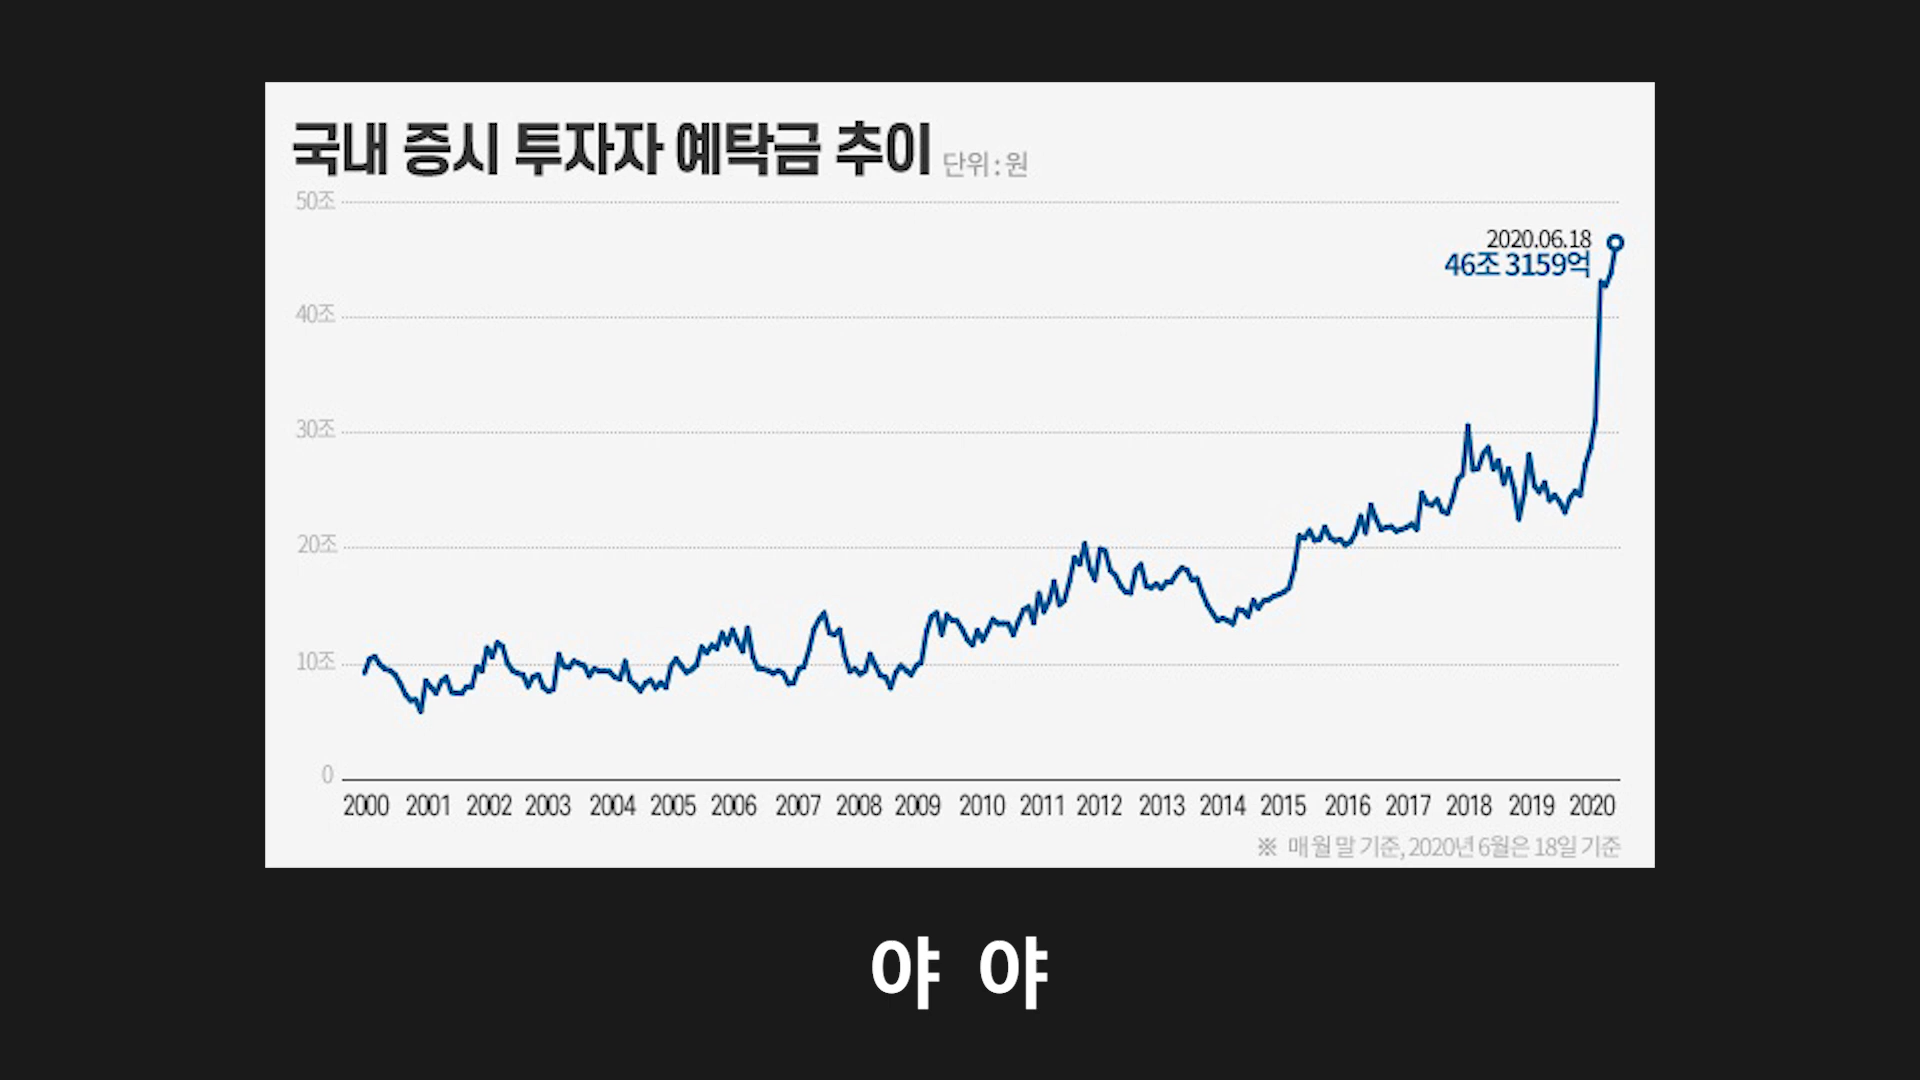 국내 증시 투자자 예탁금 추이 단위 : 원
50조
2020.06.18
46조 3159억
40조
30조
20조
10조
0
2000 2001 2002 2003 2004 2005 2006 2007 2008 2009 2010 2011 2012 2013 2014 2015 2016 2017 2018 2019 2020
※ 매월 말 기준, 2020년 6월은 18일 기준
야 야